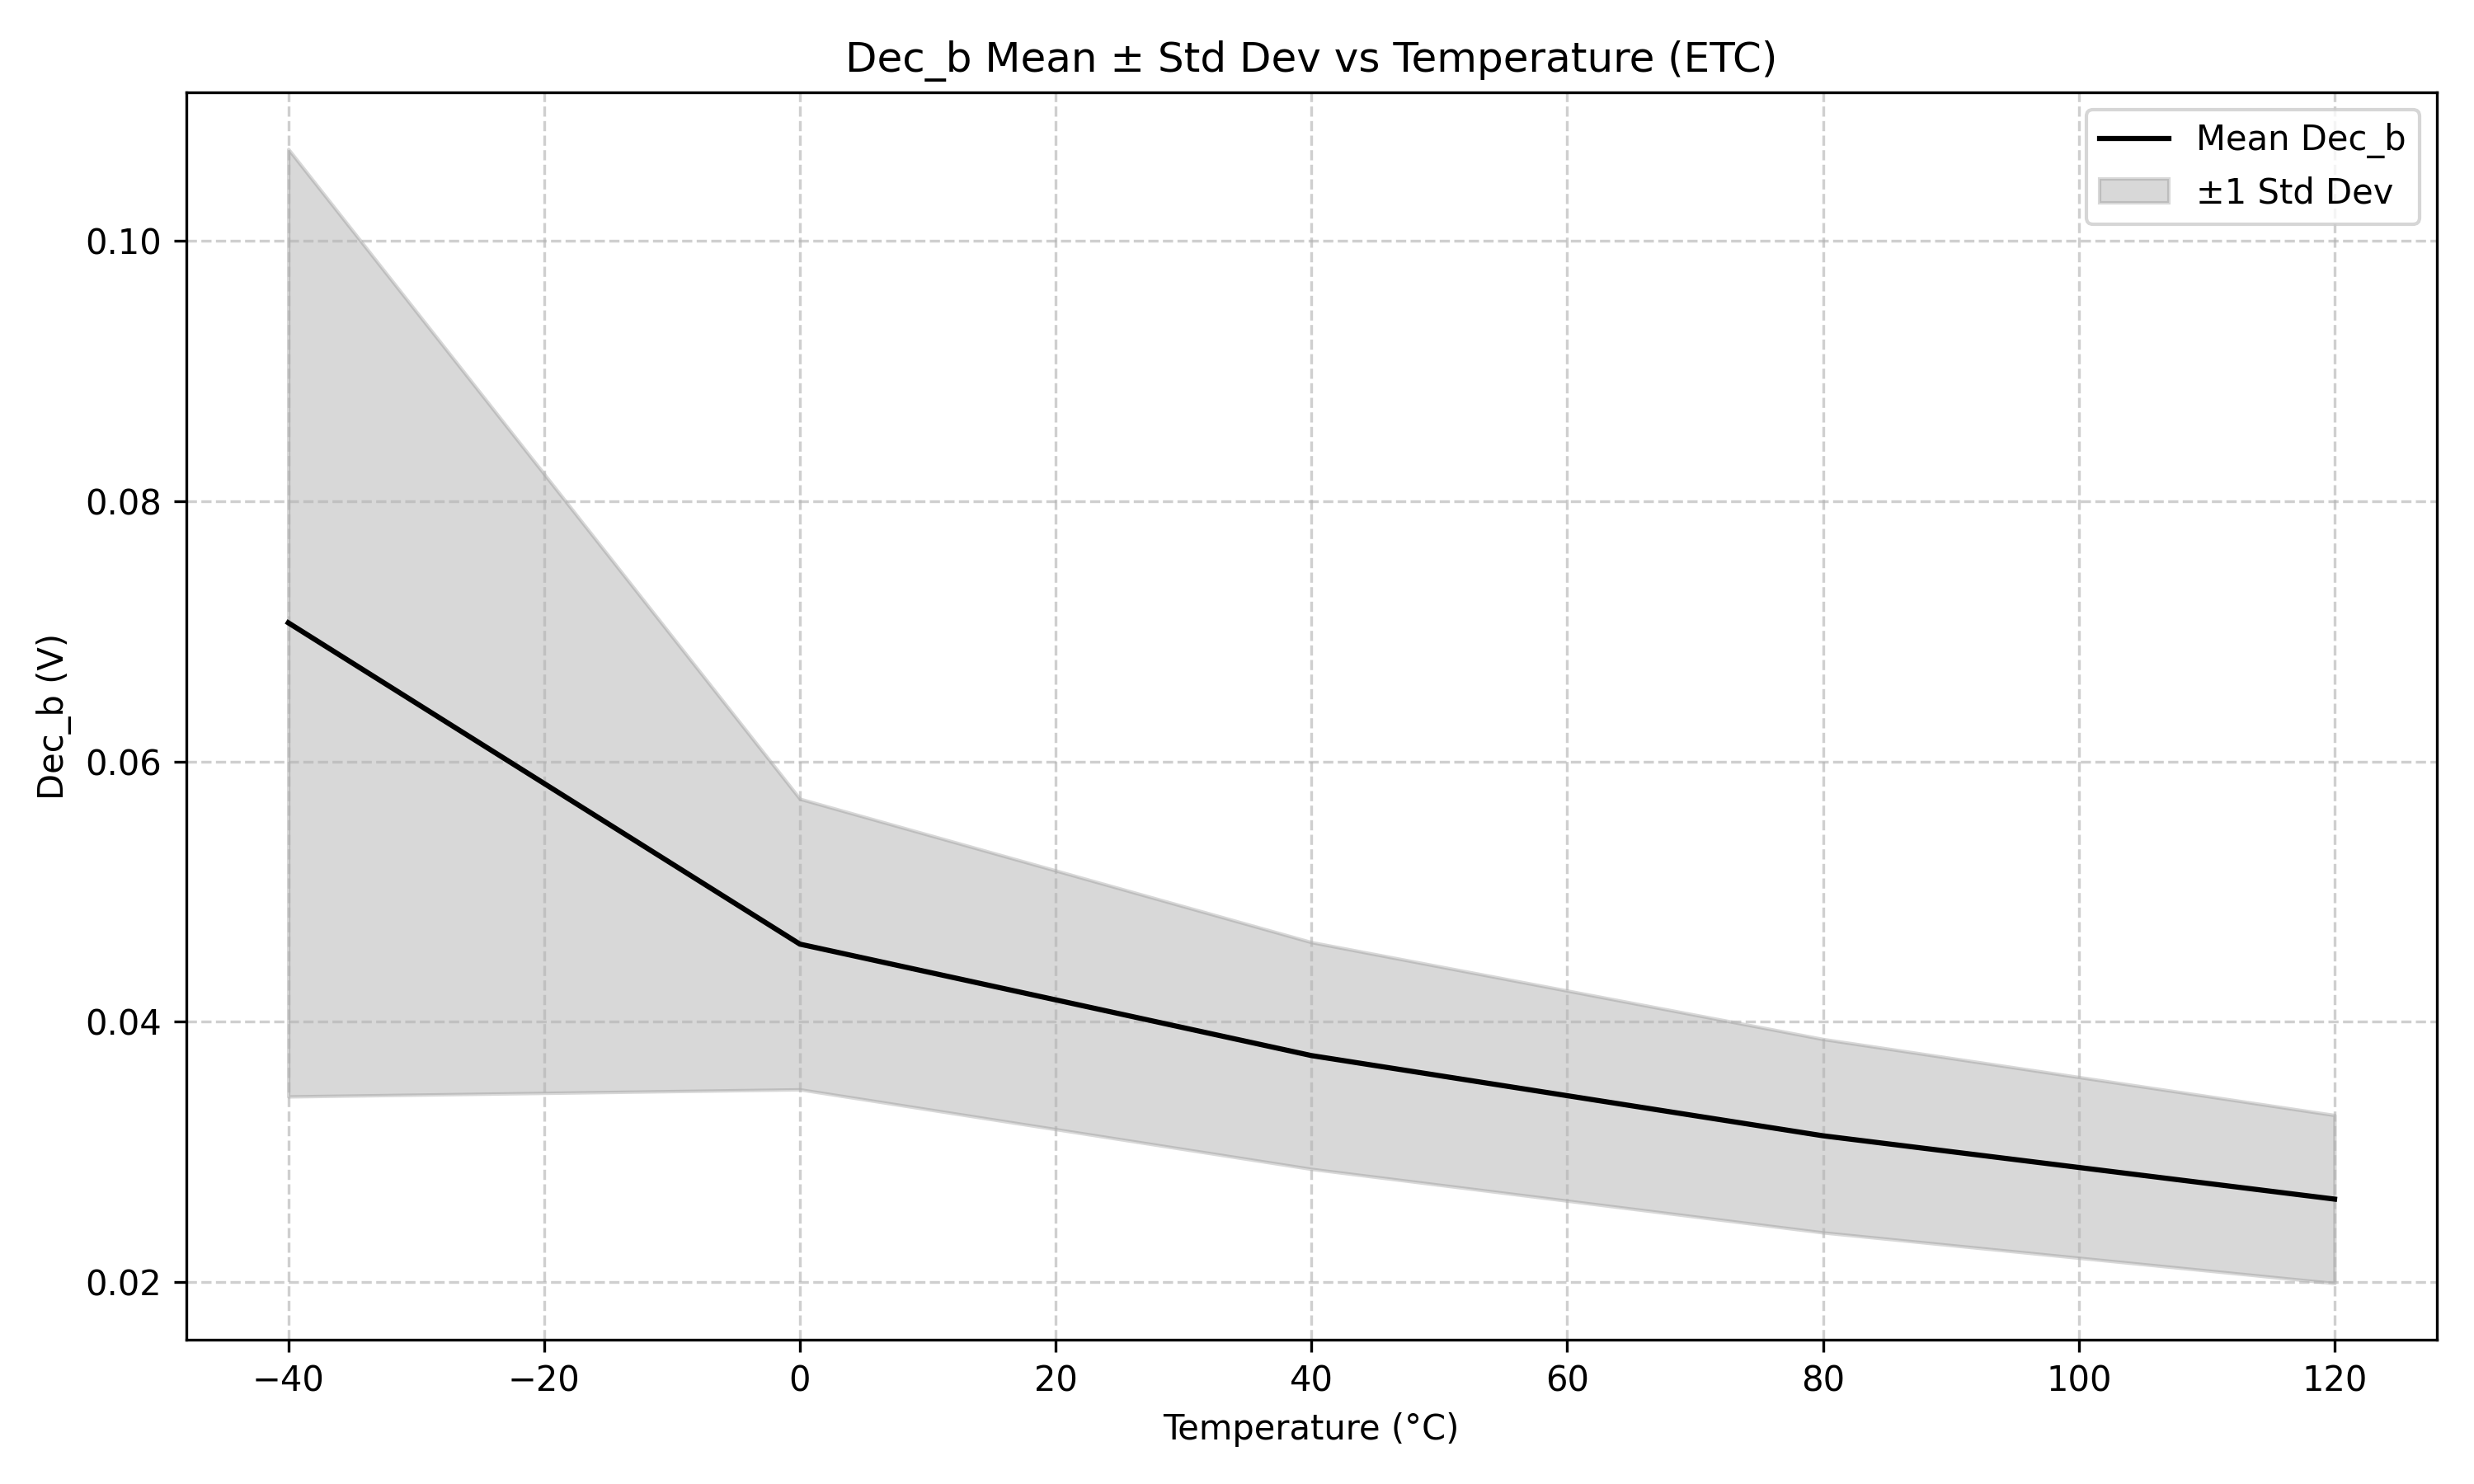 Dec_b Mean ± Std Dev vs Temperature (ETC)
Mean Dec_b
±1 Std Dev
Dec_b (V)
0.10
0.08
0.06
0.04
0.02
−40 −20 0 20 40 60 80 100 120
Temperature (°C)